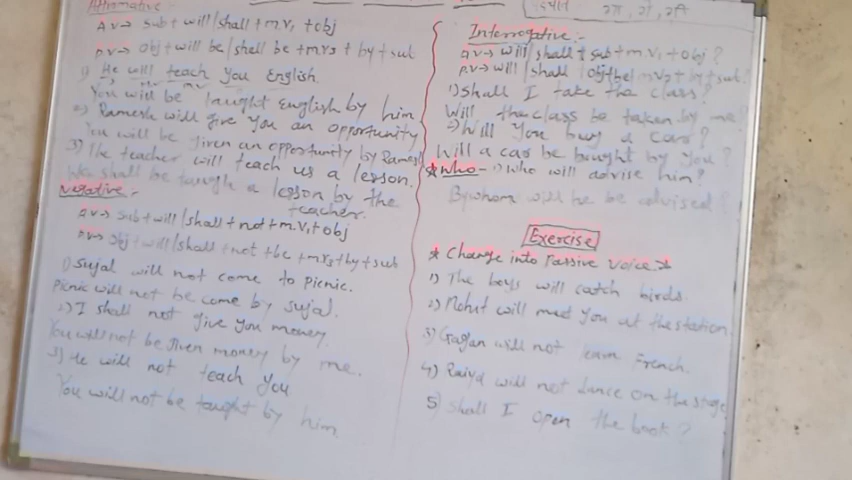 Affirmative:-
A.V→ sub + will/shall + m.v₁ + obj
P.V→ obj + will be/shall be + m.v₃ + by + sub
1) He will teach you English.
You will be taught English by him
2) Ramesh will give you an opportunity
You will be given an opportunity by Ramesh
3) The teacher will teach us a lesson.
We shall be taugh a lesson by the
teacher.
Negative:-
A.V→ sub + will/shall + not + m.v₁ + obj
P.V→ obj + will/shall + not + be + m.v₃ + by + sub
1) Sujal will not come to picnic.
Picnic will not be come by sujal.
2) I shall not give you money.
You will not be given money by me.
3) He will not teach you
You will not be taught by him
गा, गे, गी
Interrogative:-
A.V→ will/shall + sub + m.v₁ + obj?
P.V→ will/shall + obj + be + m.v₃ + by + sub?
1) Shall I take the class?
Will the class be taken by me?
2) Will you buy a car?
Will a car be bought by you?
*Who- 1) Who will advise him?
By whom will he be advised?
Exercise
* Change into Passive Voice.*
1) The boys will catch birds.
2) Mohit will meet you at the station
3) Gagan will not learn French.
4) Raiya will not dance on the stage
5) Shall I open the book?